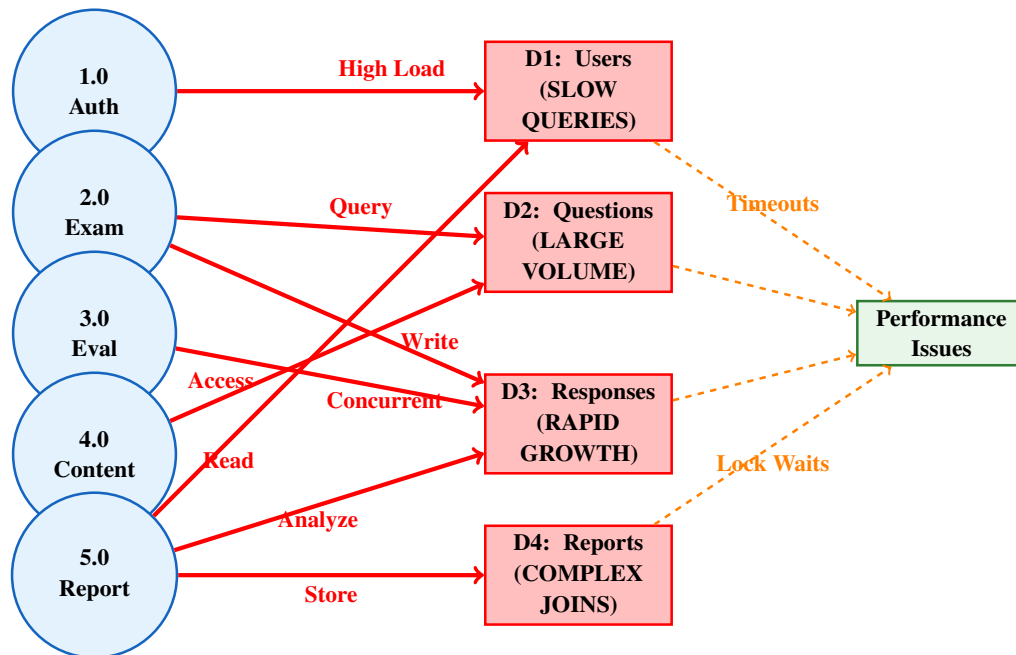 1.0
Auth
2.0
Exam
3.0
Eval
4.0
Content
5.0
Report
High Load
Query
Write
Access
Concurrent
Read
Analyze
Store
D1: Users
(SLOW
QUERIES)
D2: Questions
(LARGE
VOLUME)
D3: Responses
(RAPID
GROWTH)
D4: Reports
(COMPLEX
JOINS)
Timeouts
Lock Waits
Performance
Issues